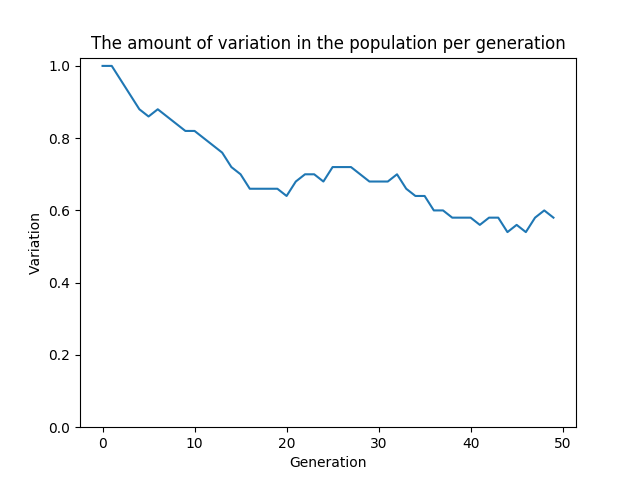 The amount of variation in the population per generation
1.0
0.8
0.6
0.4
0.2
0.0
Variation
0 10 20 30 40 50
Generation